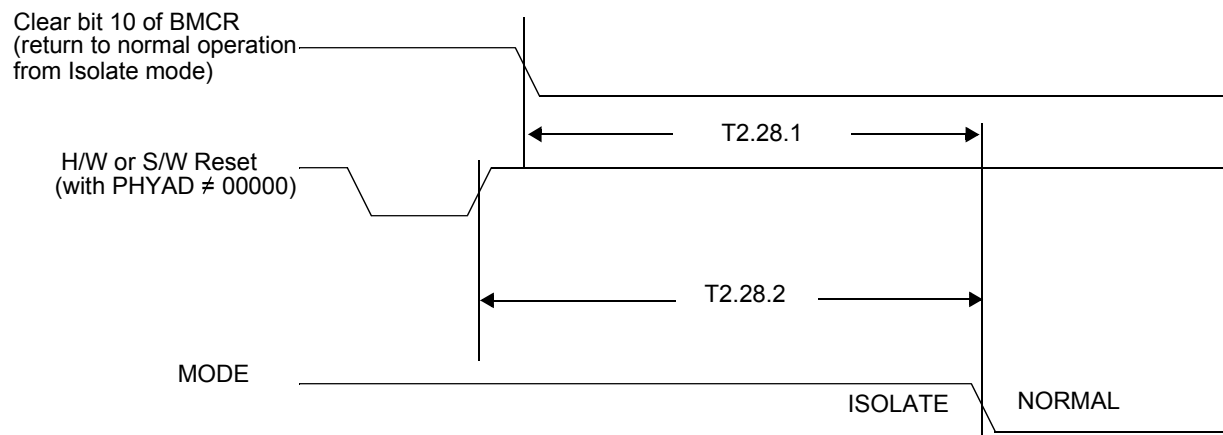 Clear bit 10 of BMCR
(return to normal operation
from Isolate mode)
T2.28.1
H/W or S/W Reset
(with PHYAD ≠ 00000)
T2.28.2
MODE
ISOLATE
NORMAL